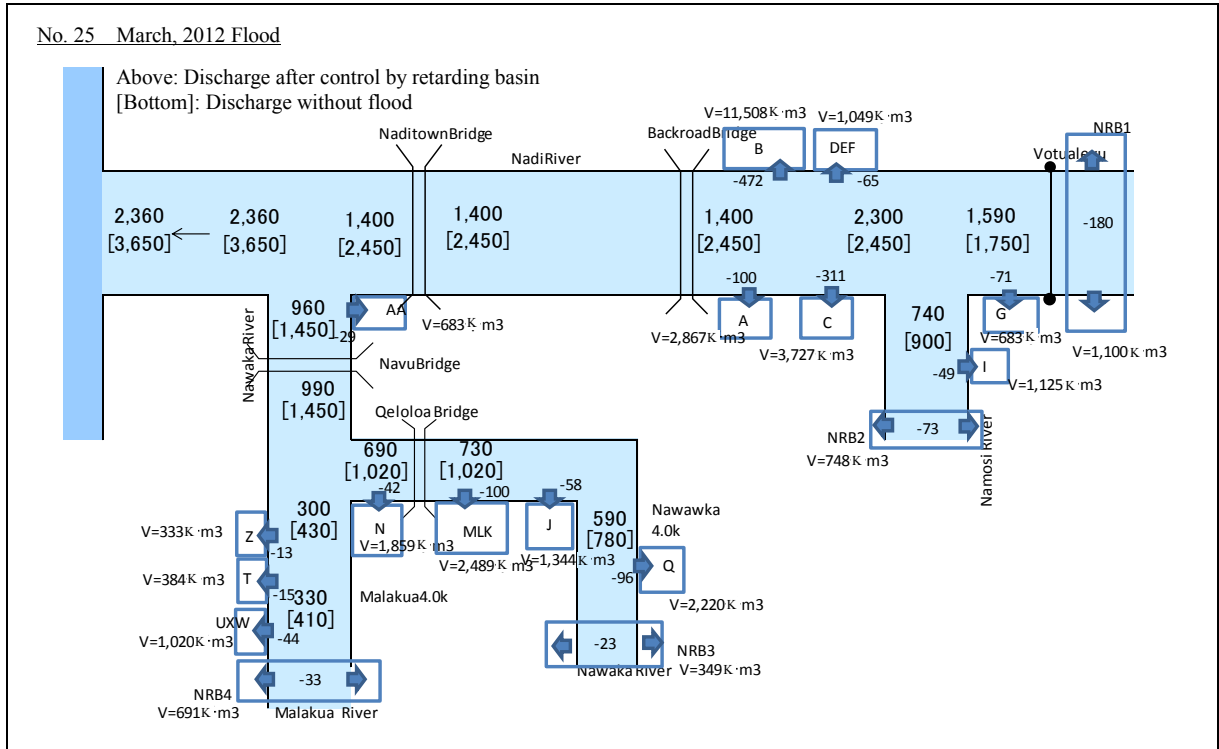 No. 25 March, 2012 Flood
Above: Discharge after control by retarding basin
[Bottom]: Discharge without flood
NaditownBridge
NadiRiver
BackroadBridge
V=11,508K·m3
V=1,049K·m3
NRB1
B
DEF
-472
-65
-180
2,360
[3,650]
2,360
[3,650]
1,400
[2,450]
1,400
[2,450]
1,400
[2,450]
2,300
[2,450]
1,590
[1,750]
-100
-311
-71
A
C
G
V=2,867K·m3
V=3,727K·m3
V=683K·m3
V=1,100K·m3
960
[1,450]
-29
AA
V=683K·m3
740
[900]
-49
I
V=1,125K·m3
NawakaRiver
NavuBridge
990
[1,450]
Qeloloa Bridge
NRB2
-73
V=748K·m3
Namosi River
690
[1,020]
730
[1,020]
-42
-100
-58
N
MLK
J
V=1,859K·m3
V=2,489K·m3
V=1,344K·m3
300
[430]
590
[780]
Nawawka
4.0k
-96
Q
V=2,220K·m3
V=333K·m3
Z
-13
V=384K·m3
T
-15
330
[410]
Malakua4.0k
UXW
V=1,020K·m3
-44
-23
NRB3
V=349K·m3
Nawaka River
-33
NRB4
V=691K·m3
Malakua River